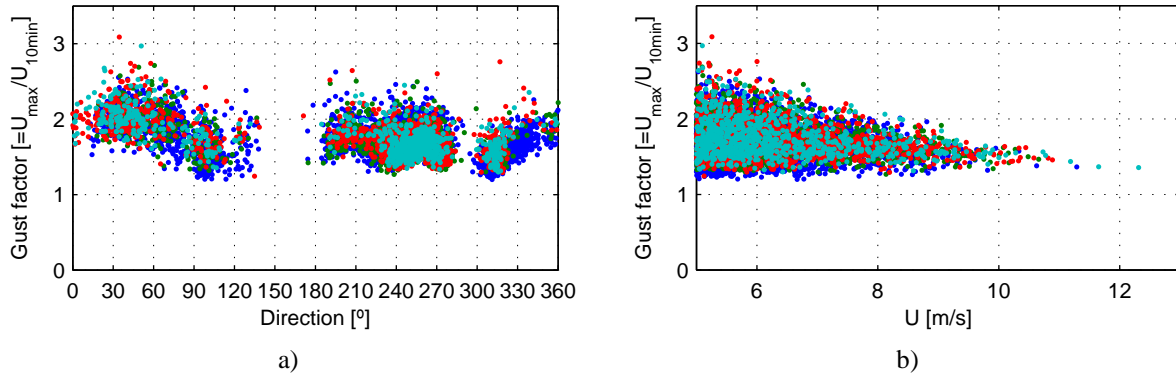 Gust factor [=U_max/U_10min]
3
2
1
0
0 30 60 90 120 150 180 210 240 270 300 330 360
Direction [º]
a)
Gust factor [=U_max/U_10min]
3
2
1
0
6 8 10 12
U [m/s]
b)